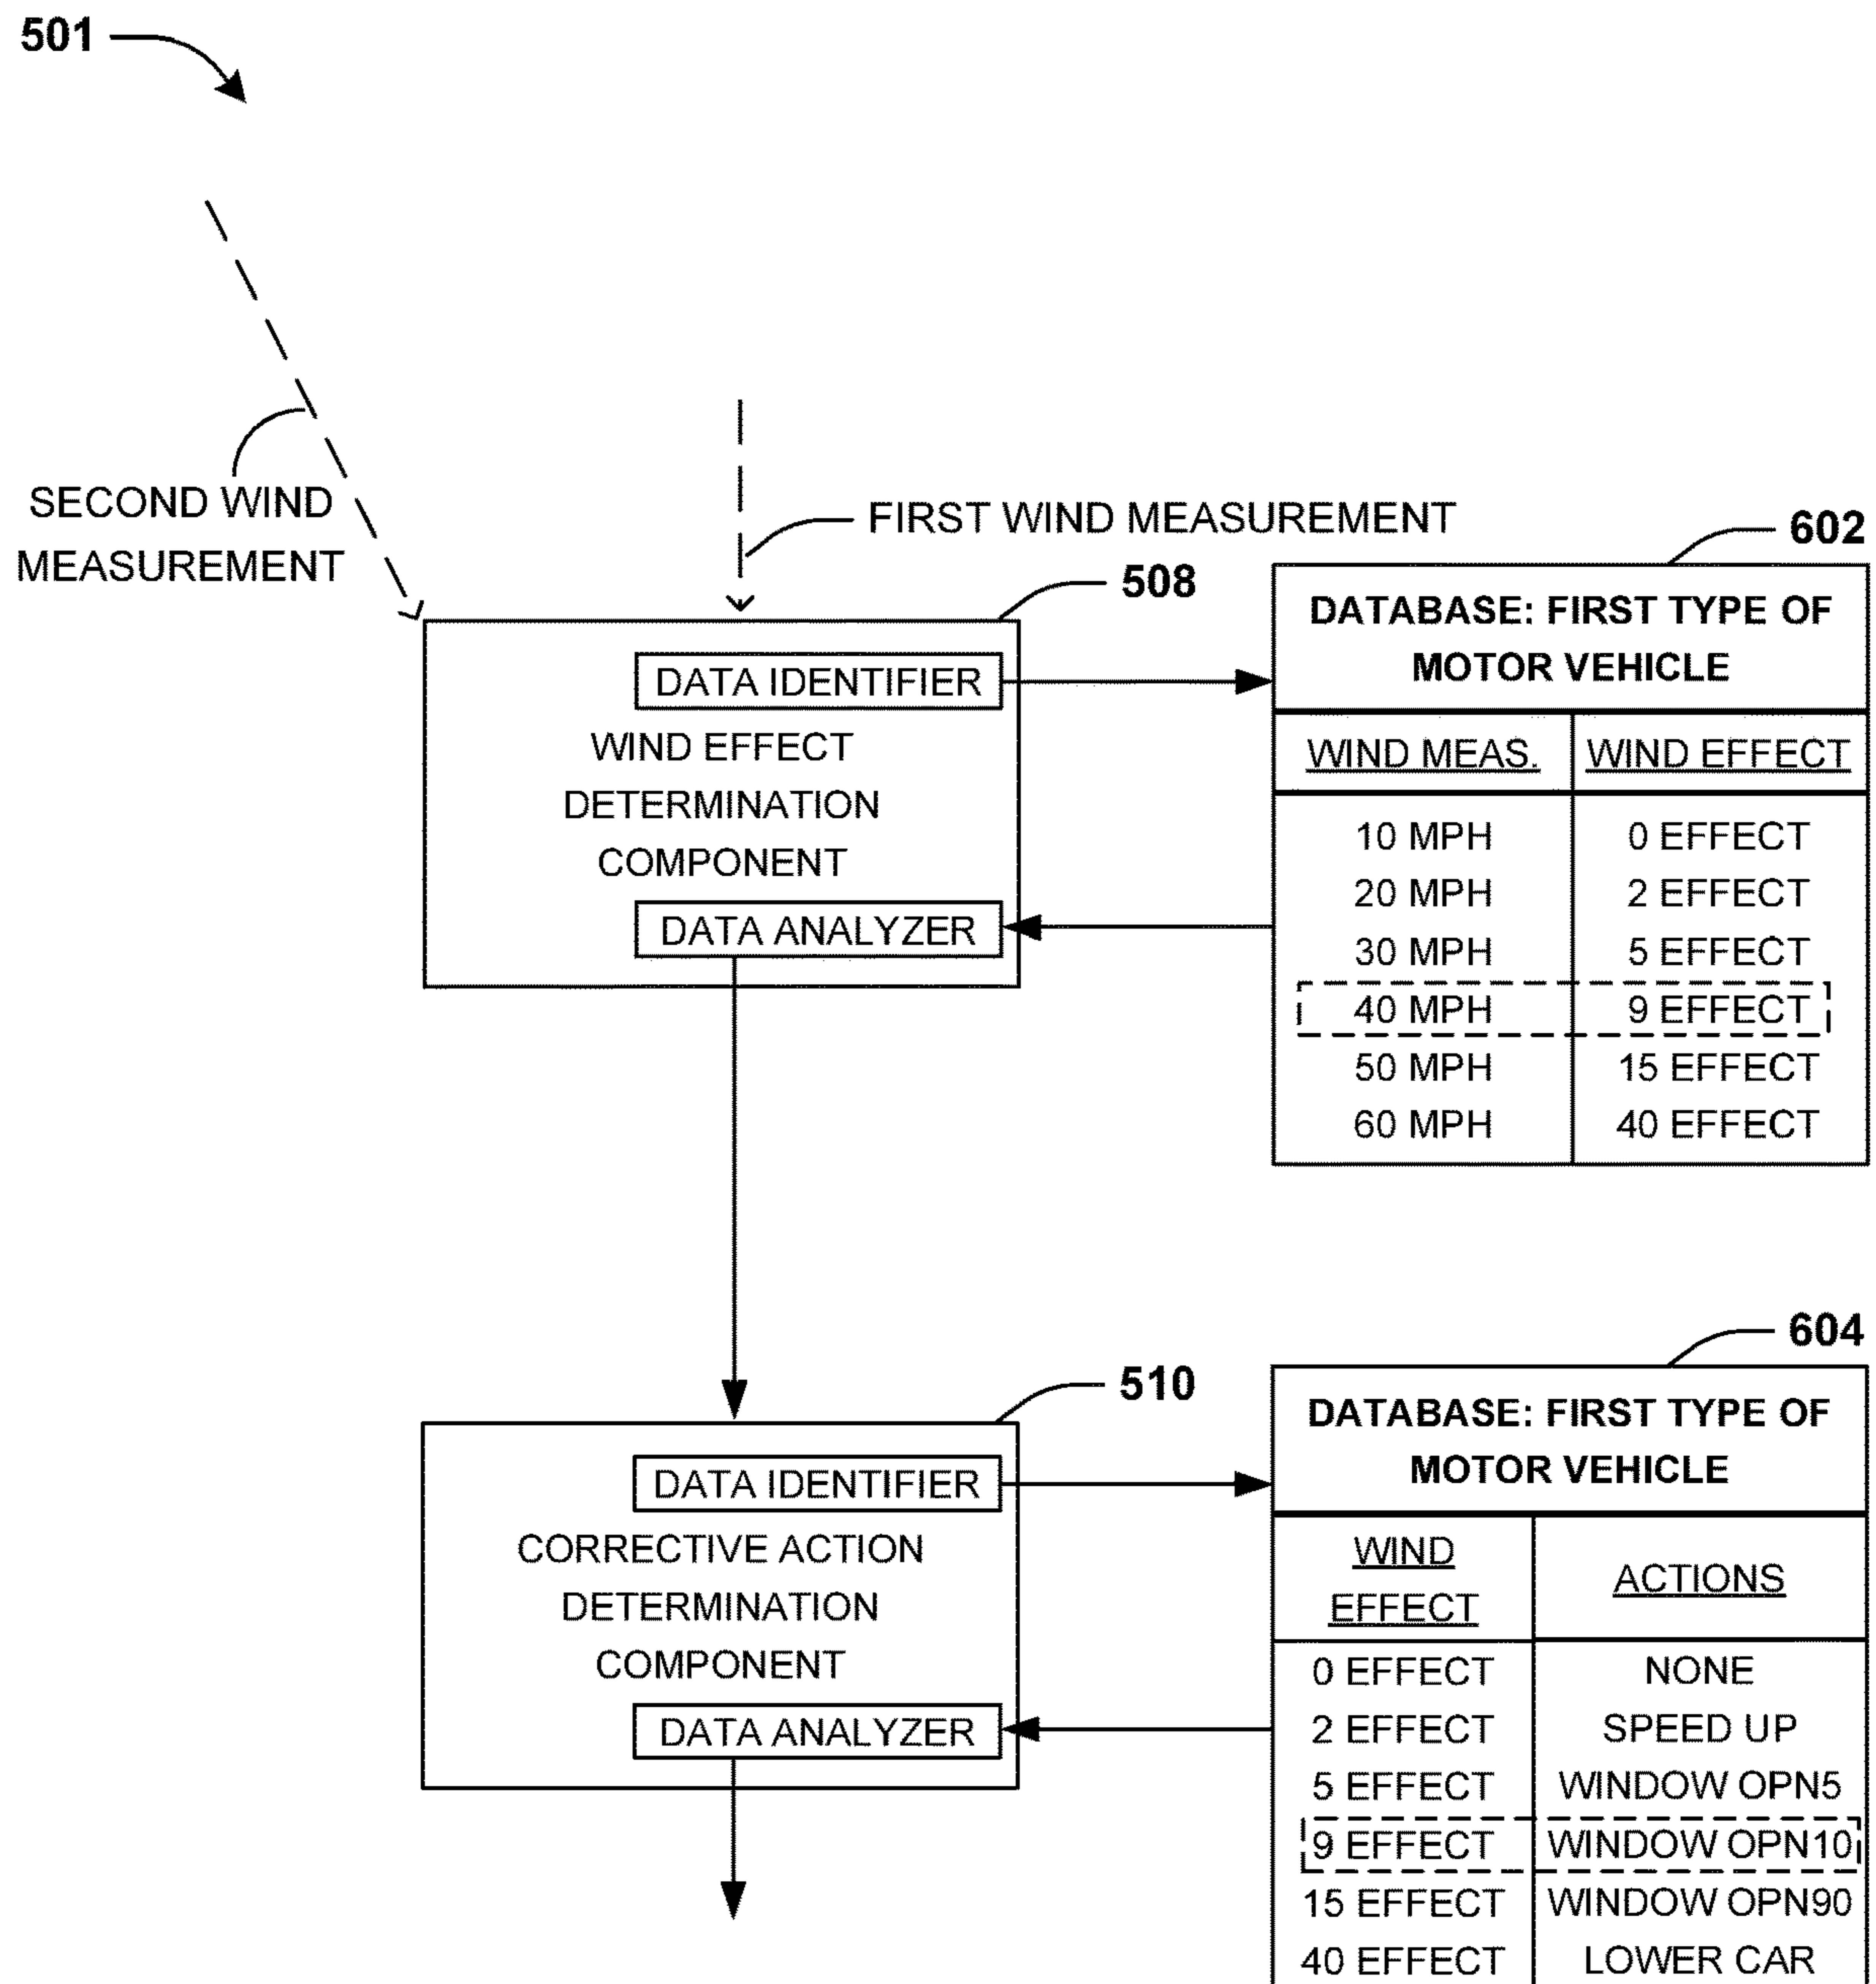 501
SECOND WIND
MEASUREMENT
FIRST WIND MEASUREMENT
508
DATA IDENTIFIER
WIND EFFECT
DETERMINATION
COMPONENT
DATA ANALYZER
602
DATABASE: FIRST TYPE OF
MOTOR VEHICLE
WIND MEAS. WIND EFFECT
10 MPH 0 EFFECT
20 MPH 2 EFFECT
30 MPH 5 EFFECT
40 MPH 9 EFFECT
50 MPH 15 EFFECT
60 MPH 40 EFFECT
510
DATA IDENTIFIER
CORRECTIVE ACTION
DETERMINATION
COMPONENT
DATA ANALYZER
604
DATABASE: FIRST TYPE OF
MOTOR VEHICLE
WIND
EFFECT
ACTIONS
0 EFFECT NONE
2 EFFECT SPEED UP
5 EFFECT WINDOW OPN5
9 EFFECT WINDOW OPN10
15 EFFECT WINDOW OPN90
40 EFFECT LOWER CAR